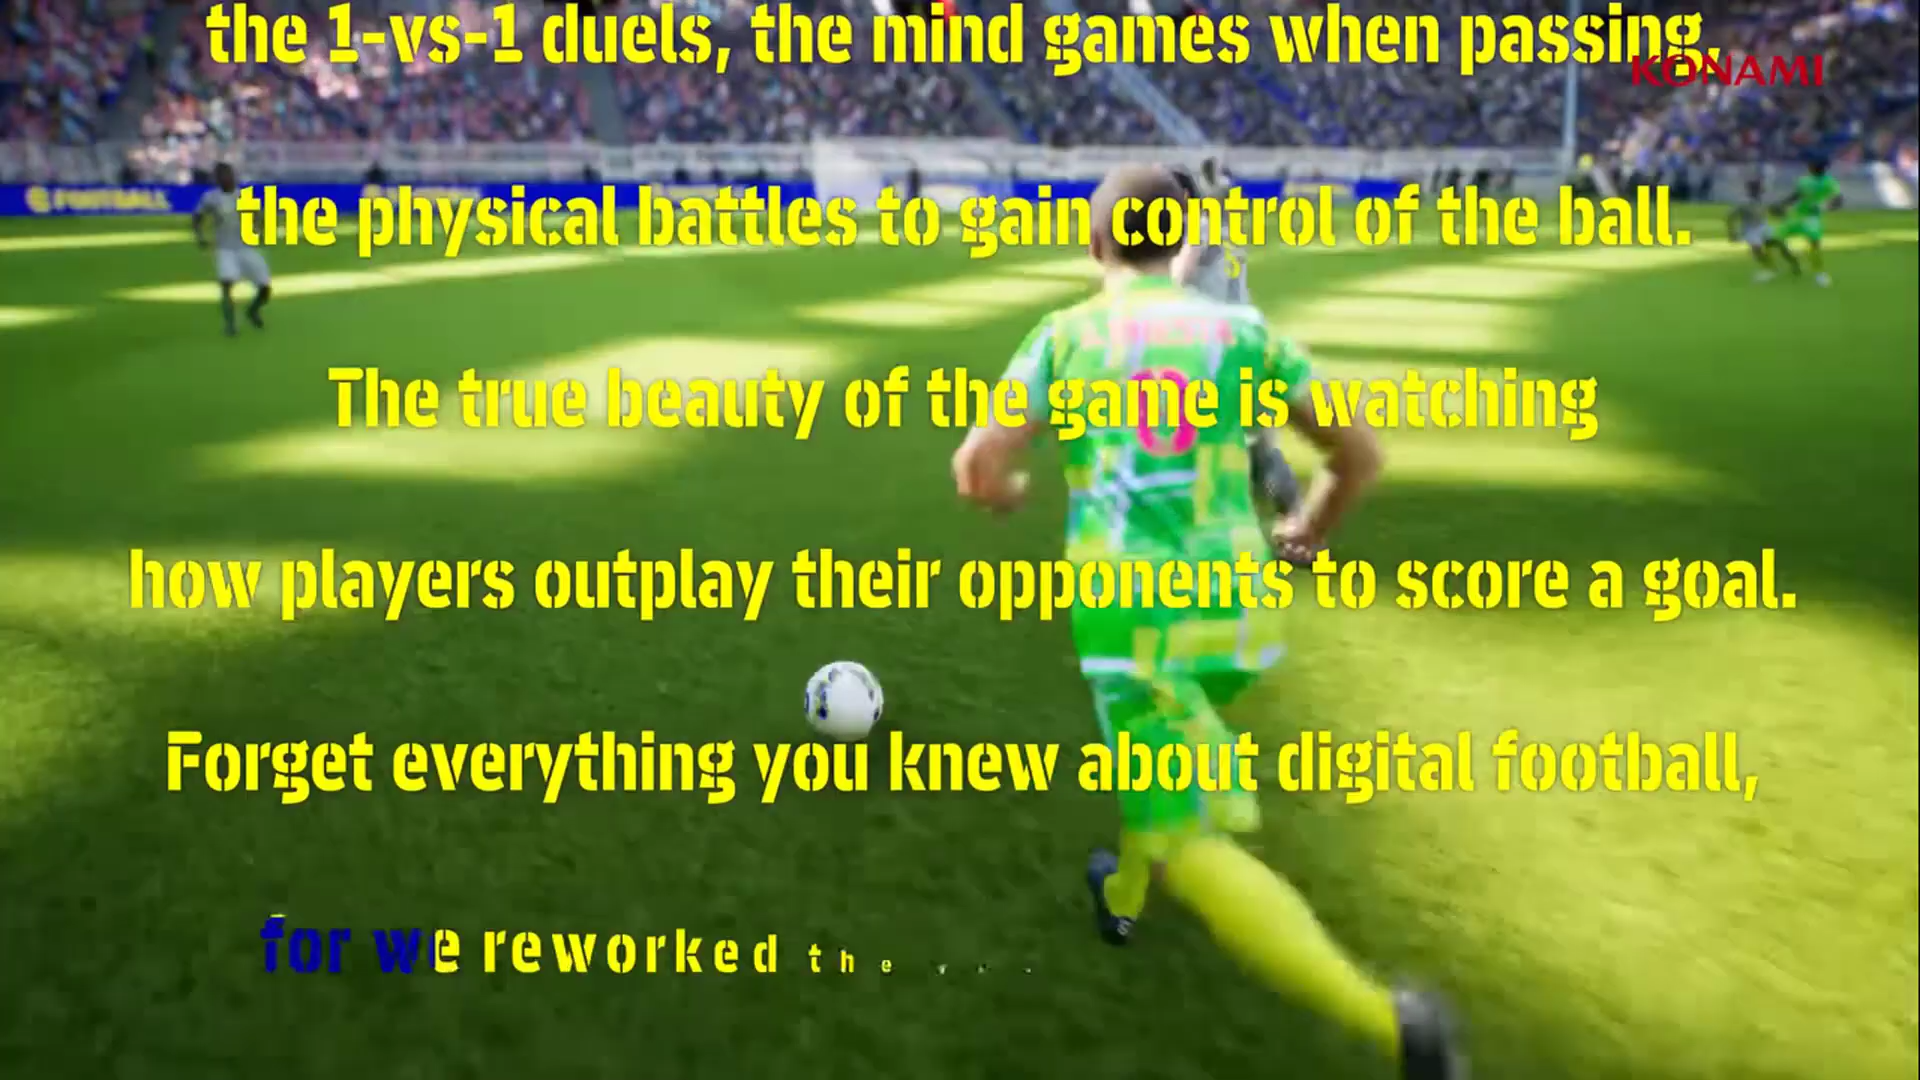 the 1-vs-1 duels, the mind games when passing,
KONAMI
FOOTBALL
the physical battles to gain control of the ball.
The true beauty of the game is watching
8
how players outplay their opponents to score a goal.
Forget everything you knew about digital football,
for we reworked the